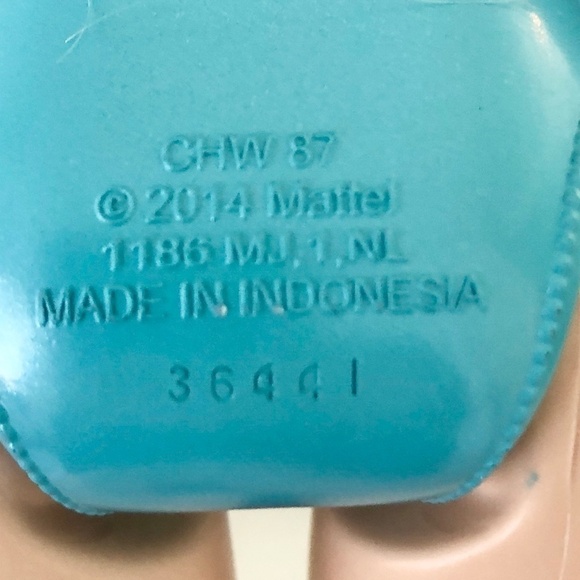 CHW 87
© 2014 Mattel
1186 MJ,1,NL
MADE IN INDONESIA
36441